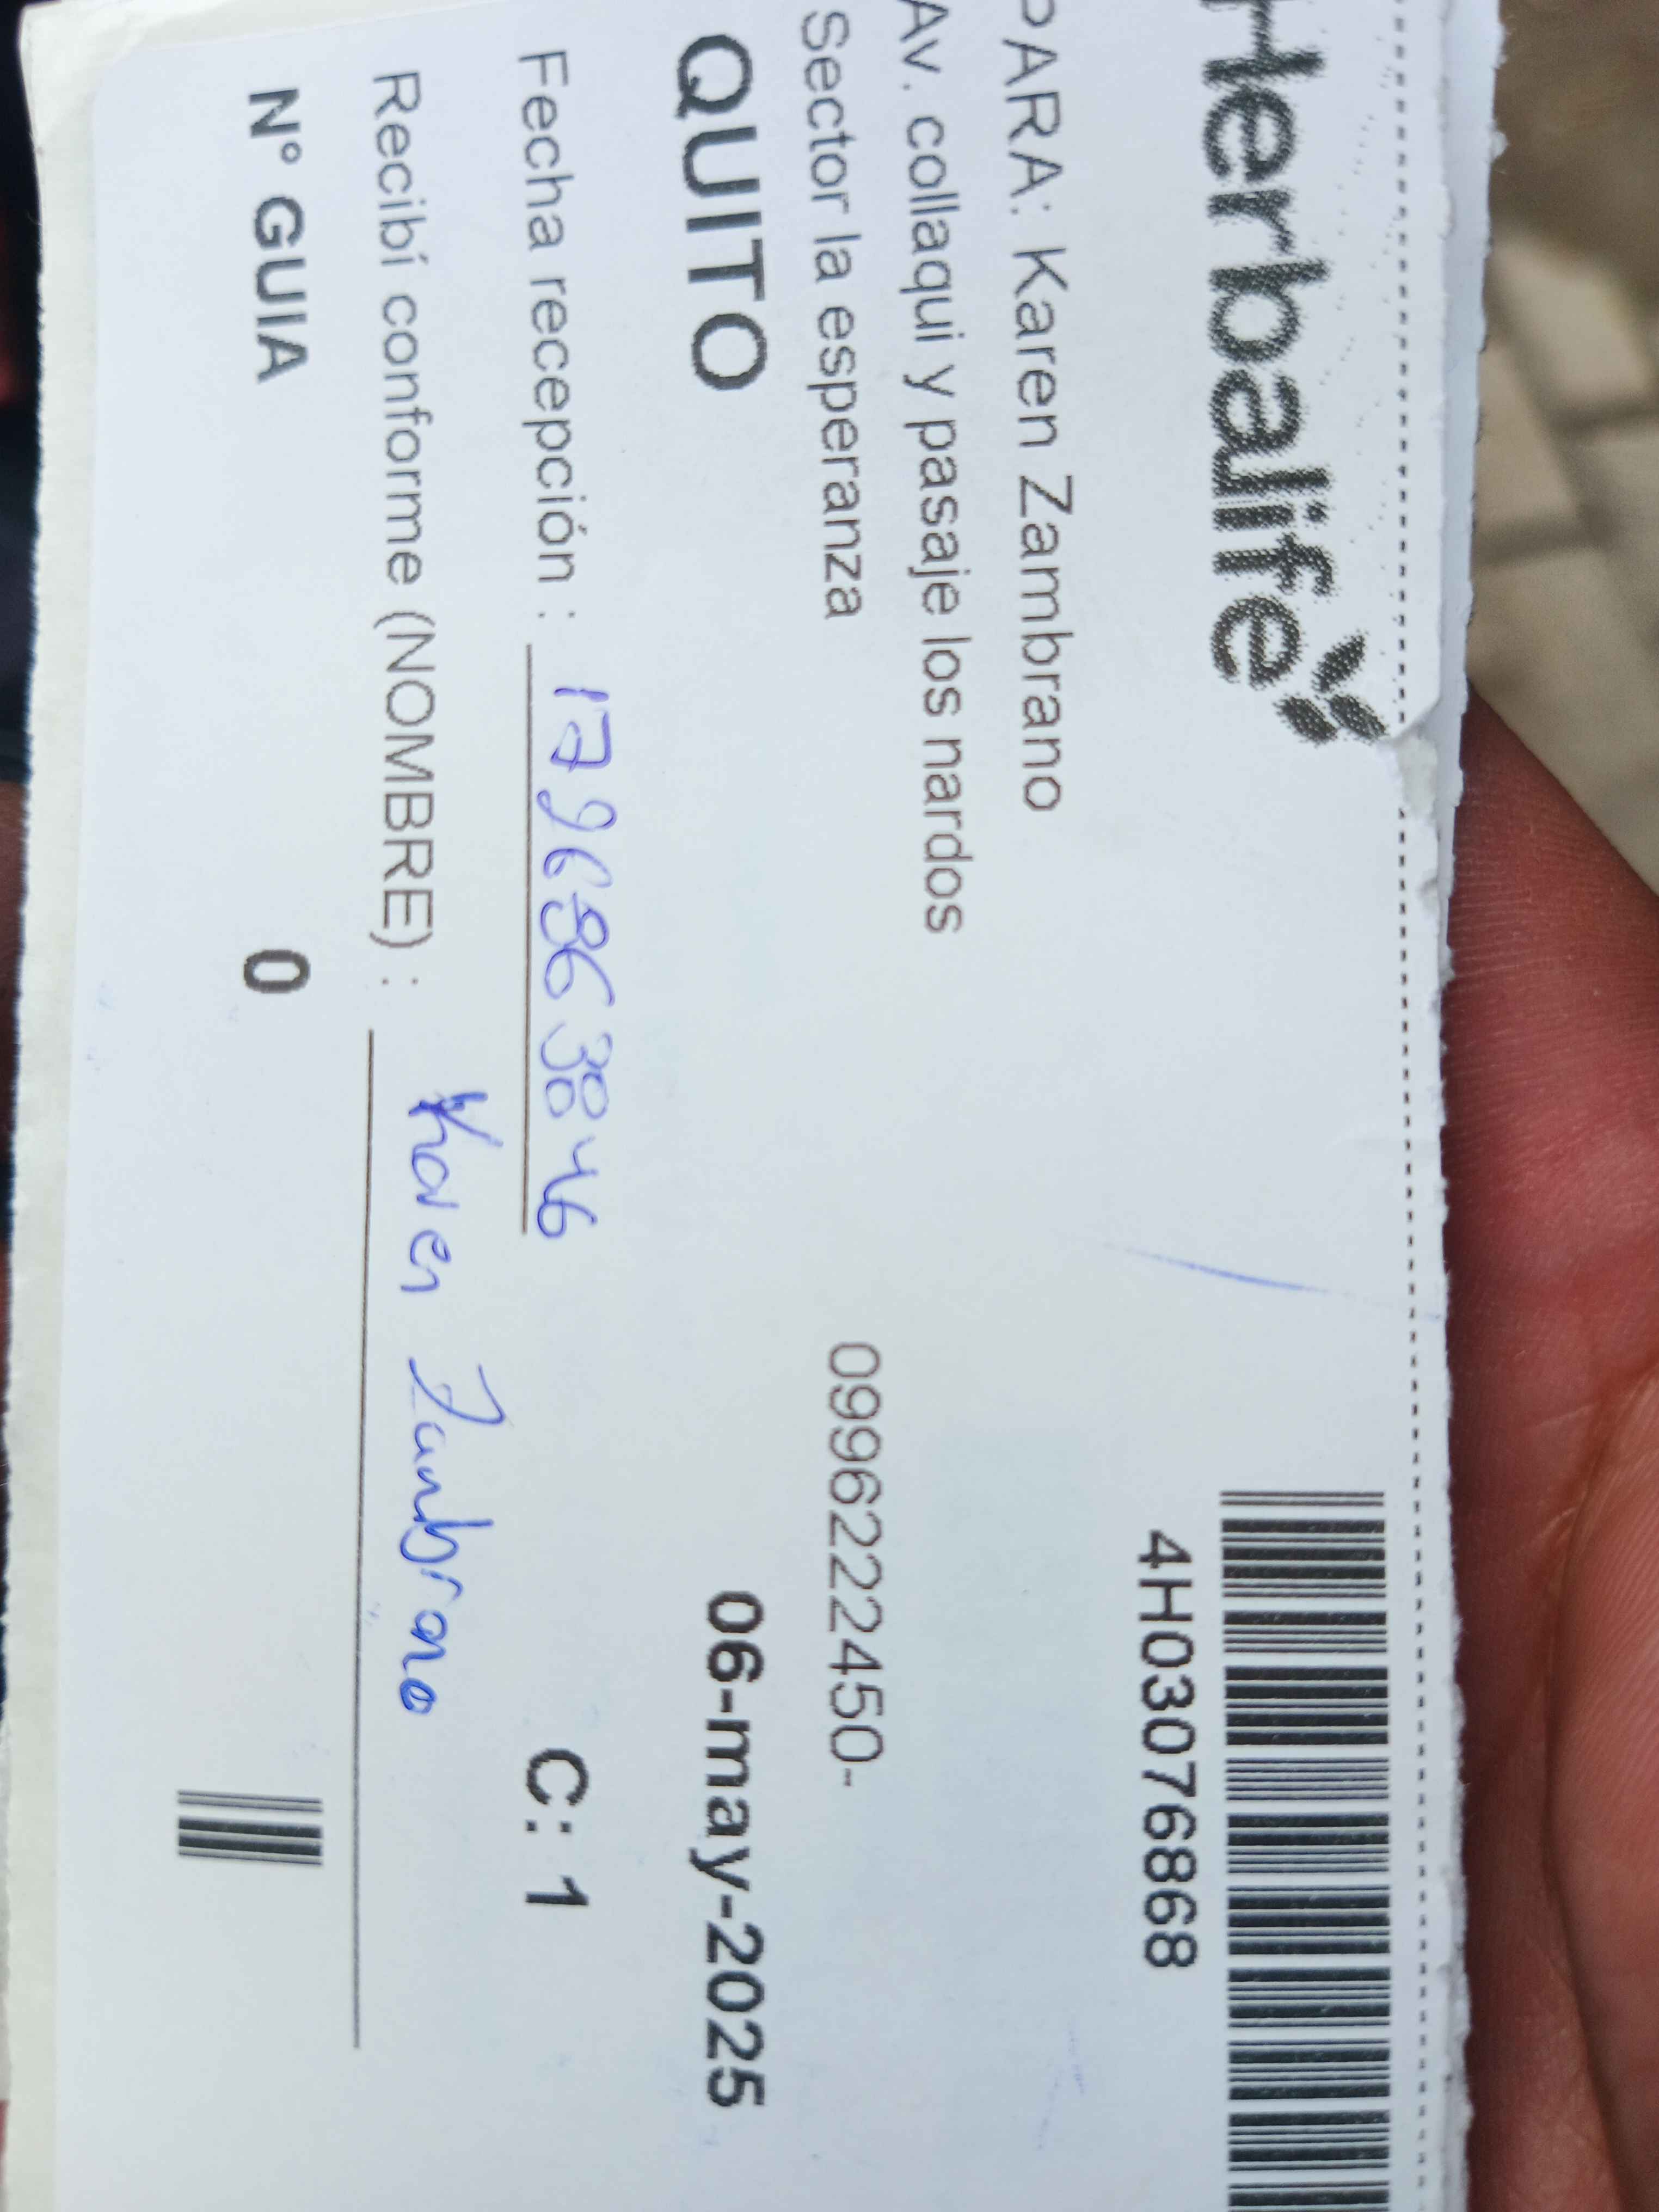 Herbalife
4H03076868
PARA: Karen Zambrano
Av. collaqui y pasaje los nardos
Sector la esperanza 0996222450-
QUITO 06-may-2025
Fecha recepción : 1796863846 C: 1
Recibí conforme (NOMBRE) : Karen Zambrano
N° GUIA 0